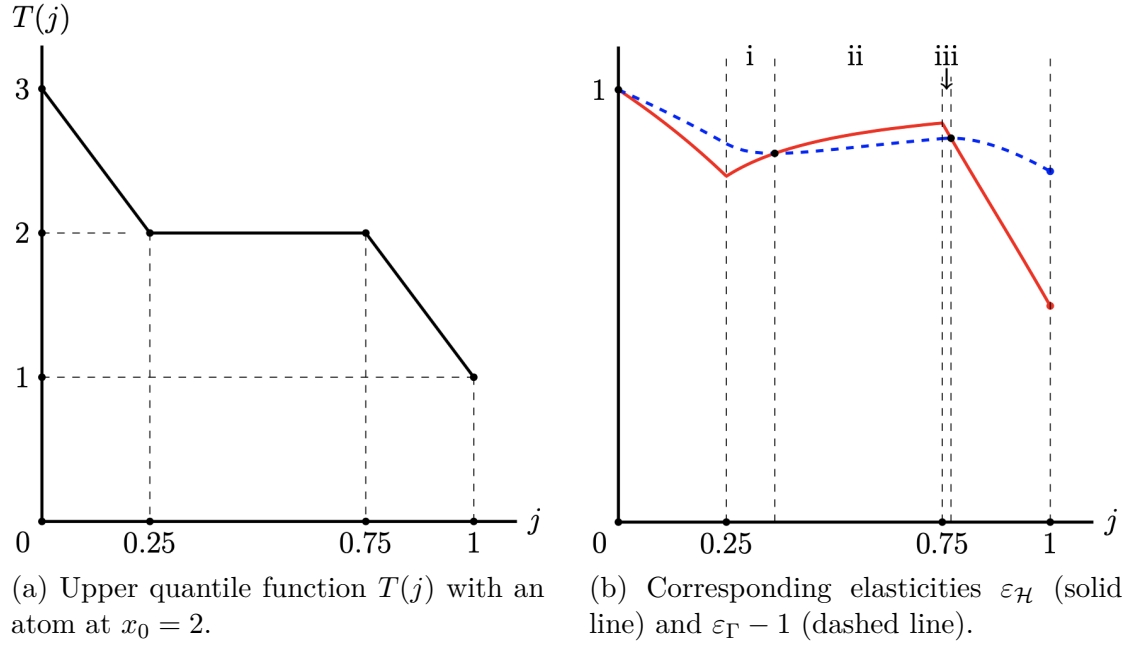 T(j)
3
2
1
0
0.25
0.75
1
j
(a) Upper quantile function T(j) with an
atom at x₀ = 2.
i
ii
iii
↓
1
0
0.25
0.75
1
j
(b) Corresponding elasticities ε_ℋ (solid
line) and ε_Γ − 1 (dashed line).